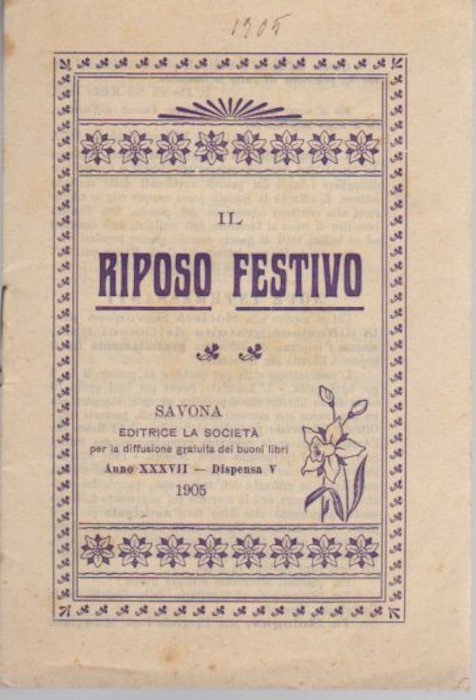 1905
IL
RIPOSO FESTIVO
SAVONA
EDITRICE LA SOCIETÀ
per la diffusione gratuita dei buoni libri
Anno XXXVII — Dispensa V
1905